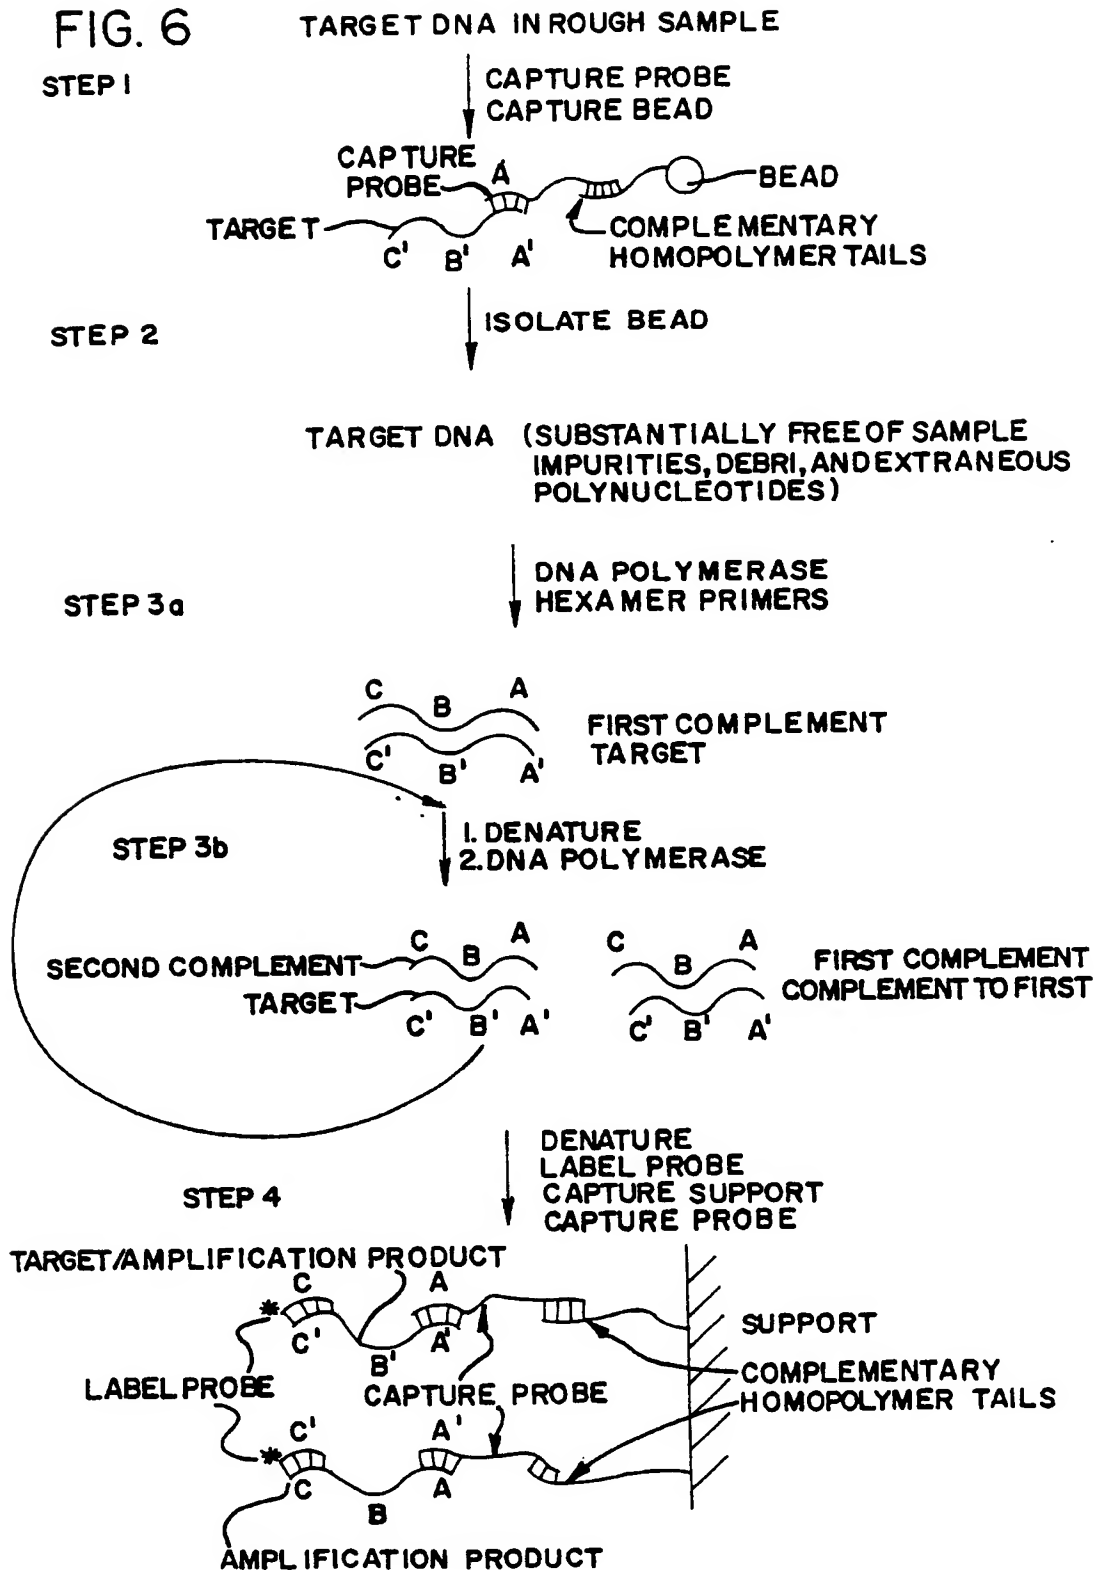 FIG. 6
TARGET DNA IN ROUGH SAMPLE
STEP 1
CAPTURE PROBE
CAPTURE BEAD
CAPTURE
PROBE
A
BEAD
TARGET
COMPLEMENTARY
HOMOPOLYMER TAILS
C' B' A'
STEP 2
ISOLATE BEAD
TARGET DNA (SUBSTANTIALLY FREE OF SAMPLE
IMPURITIES, DEBRI, AND EXTRANEOUS
POLYNUCLEOTIDES)
STEP 3a
DNA POLYMERASE
HEXAMER PRIMERS
C B A
FIRST COMPLEMENT
TARGET
C' B' A'
STEP 3b
1. DENATURE
2. DNA POLYMERASE
C B A
C B A
SECOND COMPLEMENT
FIRST COMPLEMENT
TARGET
COMPLEMENT TO FIRST
C' B' A'
C' B' A'
STEP 4
DENATURE
LABEL PROBE
CAPTURE SUPPORT
CAPTURE PROBE
TARGET/AMPLIFICATION PRODUCT
C A
* C' B' A'
SUPPORT
LABEL PROBE
CAPTURE PROBE
COMPLEMENTARY
HOMOPOLYMER TAILS
C' A'
* C B A
AMPLIFICATION PRODUCT